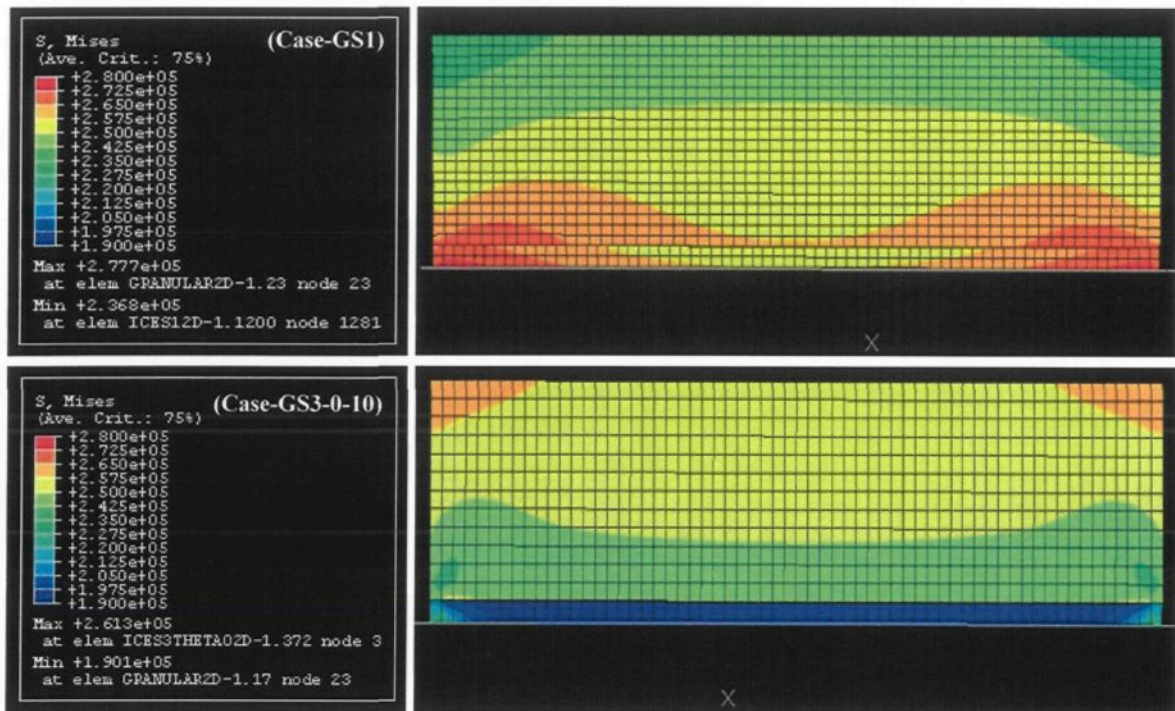 S, Mises (Case-GS1)
(Ave. Crit.: 75%)
+2.800e+05
+2.725e+05
+2.650e+05
+2.575e+05
+2.500e+05
+2.425e+05
+2.350e+05
+2.275e+05
+2.200e+05
+2.125e+05
+2.050e+05
+1.975e+05
+1.900e+05
Max +2.777e+05
at elem GRANULAR2D-1.23 node 23
Min +2.368e+05
at elem ICES12D-1.1200 node 1281
X
S, Mises (Case-GS3-0-10)
(Ave. Crit.: 75%)
+2.800e+05
+2.725e+05
+2.650e+05
+2.575e+05
+2.500e+05
+2.425e+05
+2.350e+05
+2.275e+05
+2.200e+05
+2.125e+05
+2.050e+05
+1.975e+05
+1.900e+05
Max +2.613e+05
at elem ICES3THETA02D-1.372 node 3
Min +1.901e+05
at elem GRANULAR2D-1.17 node 23
X